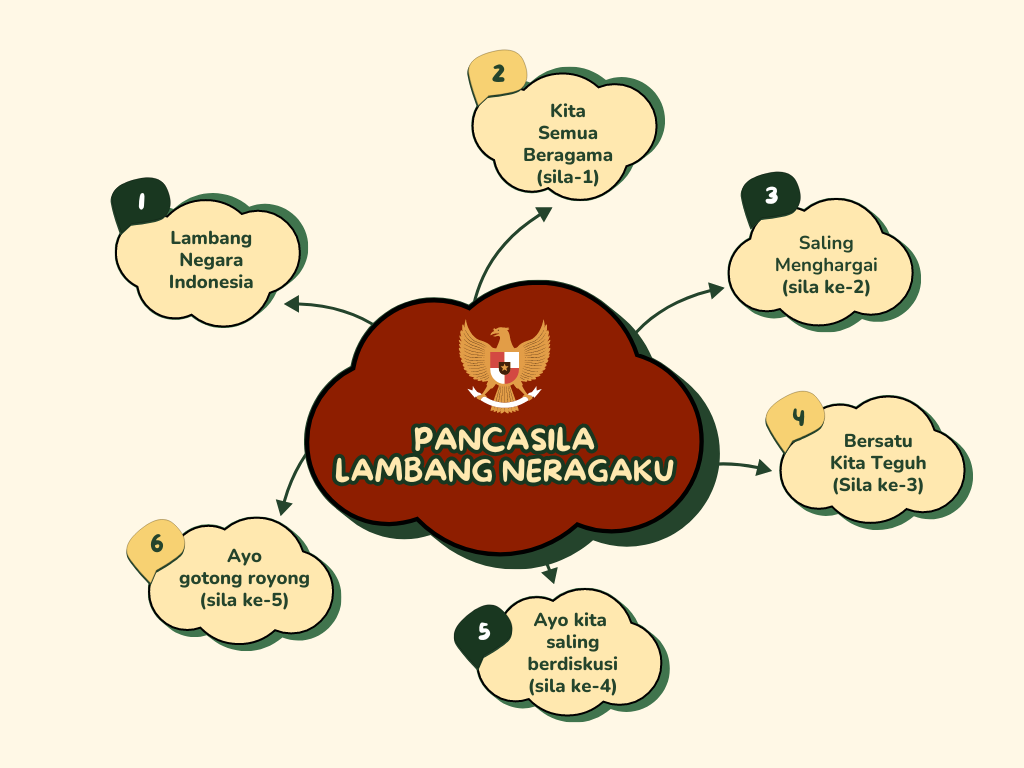 PANCASILA
LAMBANG NERAGAKU
1
Lambang
Negara
Indonesia
2
Kita
Semua
Beragama
(sila-1)
3
Saling
Menghargai
(sila ke-2)
4
Bersatu
Kita Teguh
(Sila ke-3)
5
Ayo kita
saling
berdiskusi
(sila ke-4)
6
Ayo
gotong royong
(sila ke-5)